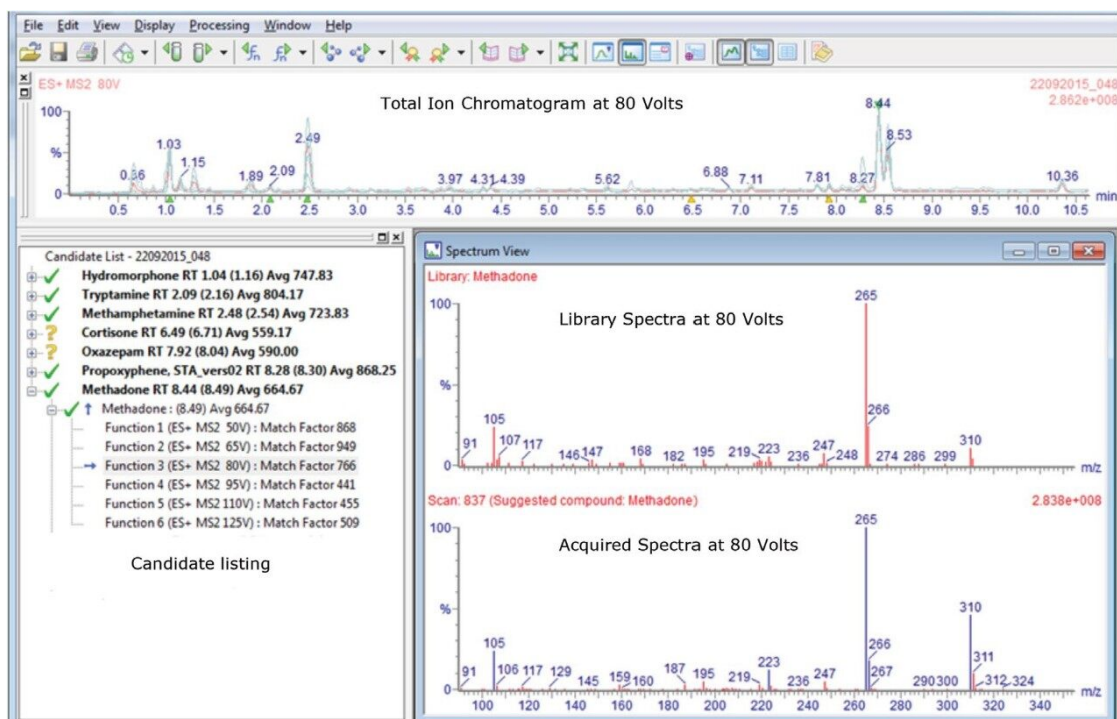 File Edit View Display Processing Window Help
ES+ MS2 80V
22092015_048
2.862e+008
Total Ion Chromatogram at 80 Volts
100
%
0
0.66 1.03 1.15 1.89 2.09 2.49 3.97 4.31 4.39 5.62 6.88 7.11 7.81 8.27 8.44 8.53 10.36
0.5 1.0 1.5 2.0 2.5 3.0 3.5 4.0 4.5 5.0 5.5 6.0 6.5 7.0 7.5 8.0 8.5 9.0 9.5 10.0 10.5 min
Candidate List - 22092015_048
Hydromorphone RT 1.04 (1.16) Avg 747.83
Tryptamine RT 2.09 (2.16) Avg 804.17
Methamphetamine RT 2.48 (2.54) Avg 723.83
Cortisone RT 6.49 (6.71) Avg 559.17
Oxazepam RT 7.92 (8.04) Avg 590.00
Propoxyphene, STA_vers02 RT 8.28 (8.30) Avg 868.25
Methadone RT 8.44 (8.49) Avg 664.67
Methadone : (8.49) Avg 664.67
Function 1 (ES+ MS2 50V) : Match Factor 868
Function 2 (ES+ MS2 65V) : Match Factor 949
Function 3 (ES+ MS2 80V) : Match Factor 766
Function 4 (ES+ MS2 95V) : Match Factor 441
Function 5 (ES+ MS2 110V) : Match Factor 455
Function 6 (ES+ MS2 125V) : Match Factor 509
Candidate listing
Spectrum View
Library: Methadone
Library Spectra at 80 Volts
100
%
0
91 105 107 117 146 147 168 182 195 219 223 236 247 248 265 266 274 286 299 310
m/z
Scan: 837 (Suggested compound: Methadone)
2.838e+008
Acquired Spectra at 80 Volts
100
%
0
91 105 106 117 129 145 159 160 187 195 219 223 236 247 265 266 267 290 300 310 311 312 324
m/z
100 120 140 160 180 200 220 240 260 280 300 320 340